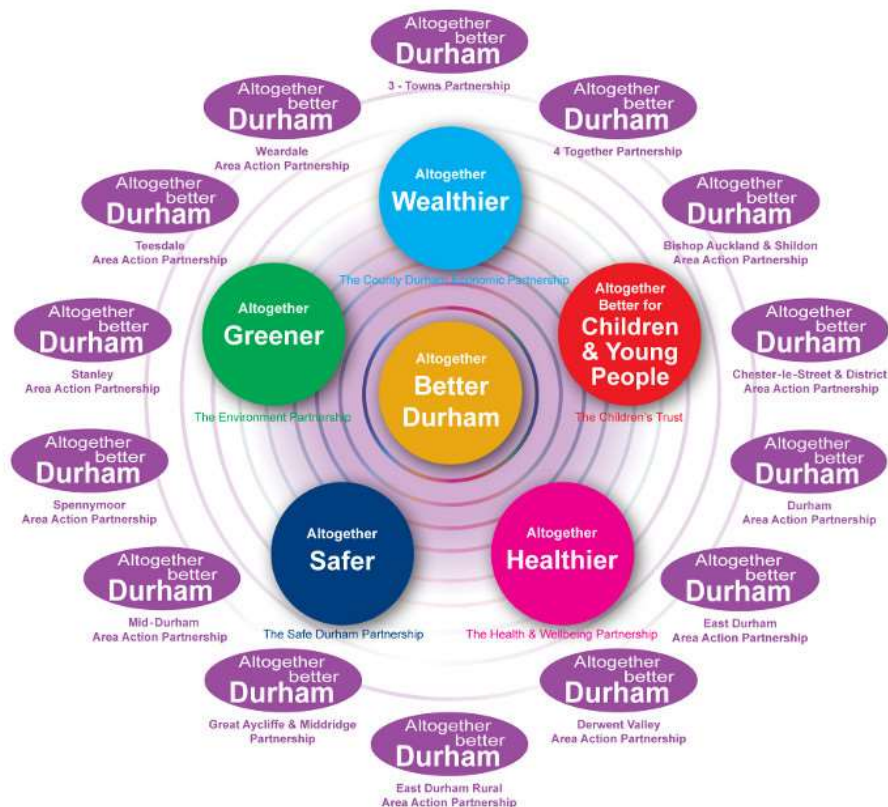 Altogether
better
Durham
3 - Towns Partnership
Altogether
better
Durham
4 Together Partnership
Altogether
better
Durham
Bishop Auckland & Shildon
Area Action Partnership
Altogether
better
Durham
Chester-le-Street & District
Area Action Partnership
Altogether
better
Durham
Durham
Area Action Partnership
Altogether
better
Durham
East Durham
Area Action Partnership
Altogether
better
Durham
Derwent Valley
Area Action Partnership
Altogether
better
Durham
East Durham Rural
Area Action Partnership
Altogether
better
Durham
Great Aycliffe & Middridge
Partnership
Altogether
better
Durham
Mid-Durham
Area Action Partnership
Altogether
better
Durham
Spennymoor
Area Action Partnership
Altogether
better
Durham
Stanley
Area Action Partnership
Altogether
better
Durham
Teesdale
Area Action Partnership
Altogether
better
Durham
Weardale
Area Action Partnership
Altogether
Wealthier
The County Durham Economic Partnership
Altogether
Better for
Children
& Young
People
The Children's Trust
Altogether
Healthier
The Health & Wellbeing Partnership
Altogether
Safer
The Safe Durham Partnership
Altogether
Greener
The Environment Partnership
Altogether
Better
Durham